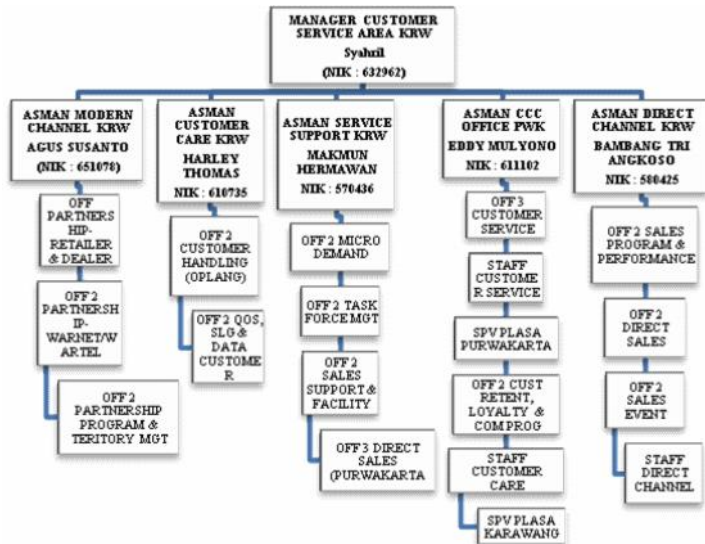 MANAGER CUSTOMER
SERVICE AREA KRW
Syahril
(NIK : 632962)
ASMAN MODERN
CHANNEL KRW
AGUS SUSANTO
(NIK : 651078)
OFF
PARTNERS
HIP-
RETAILER
& DEALER
OFF 2
PARTNERSH
IP-
WARNET/W
ARTEL
OFF 2
PARTNERSHIP
PROGRAM &
TERITORY MGT
ASMAN
CUSTOMER
CARE KRW
HARLEY
THOMAS
NIK : 610735
OFF 2
CUSTOMER
HANDLING
(OPLANG)
OFF 2 QOS,
SLG &
DATA
CUSTOME
R
ASMAN SERVICE
SUPPORT KRW
MAKMUN
HERMAWAN
NIK : 570436
OFF 2 MICRO
DEMAND
OFF 2 TASK
FORCE MGT
OFF 2
SALES
SUPPORT &
FACILITY
OFF 3 DIRECT
SALES
(PURWAKARTA
ASMAN CCC
OFFICE PWK
EDDY MULYONO
NIK : 611102
OFF 3
CUSTOMER
SERVICE
STAFF
CUSTOME
R SERVICE
SPV PLASA
PURWAKARTA
OFF 2 CUST
RETENT,
LOYALTY &
COM PROG
STAFF
CUSTOMER
CARE
SPV PLASA
KARAWANG
ASMAN DIRECT
CHANNEL KRW
BAMBANG TRI
ANGKOSO
NIK : 580425
OFF 2 SALES
PROGRAM &
PERFORMANCE
OFF 2
DIRECT
SALES
OFF 2
SALES
EVENT
STAFF
DIRECT
CHANNEL